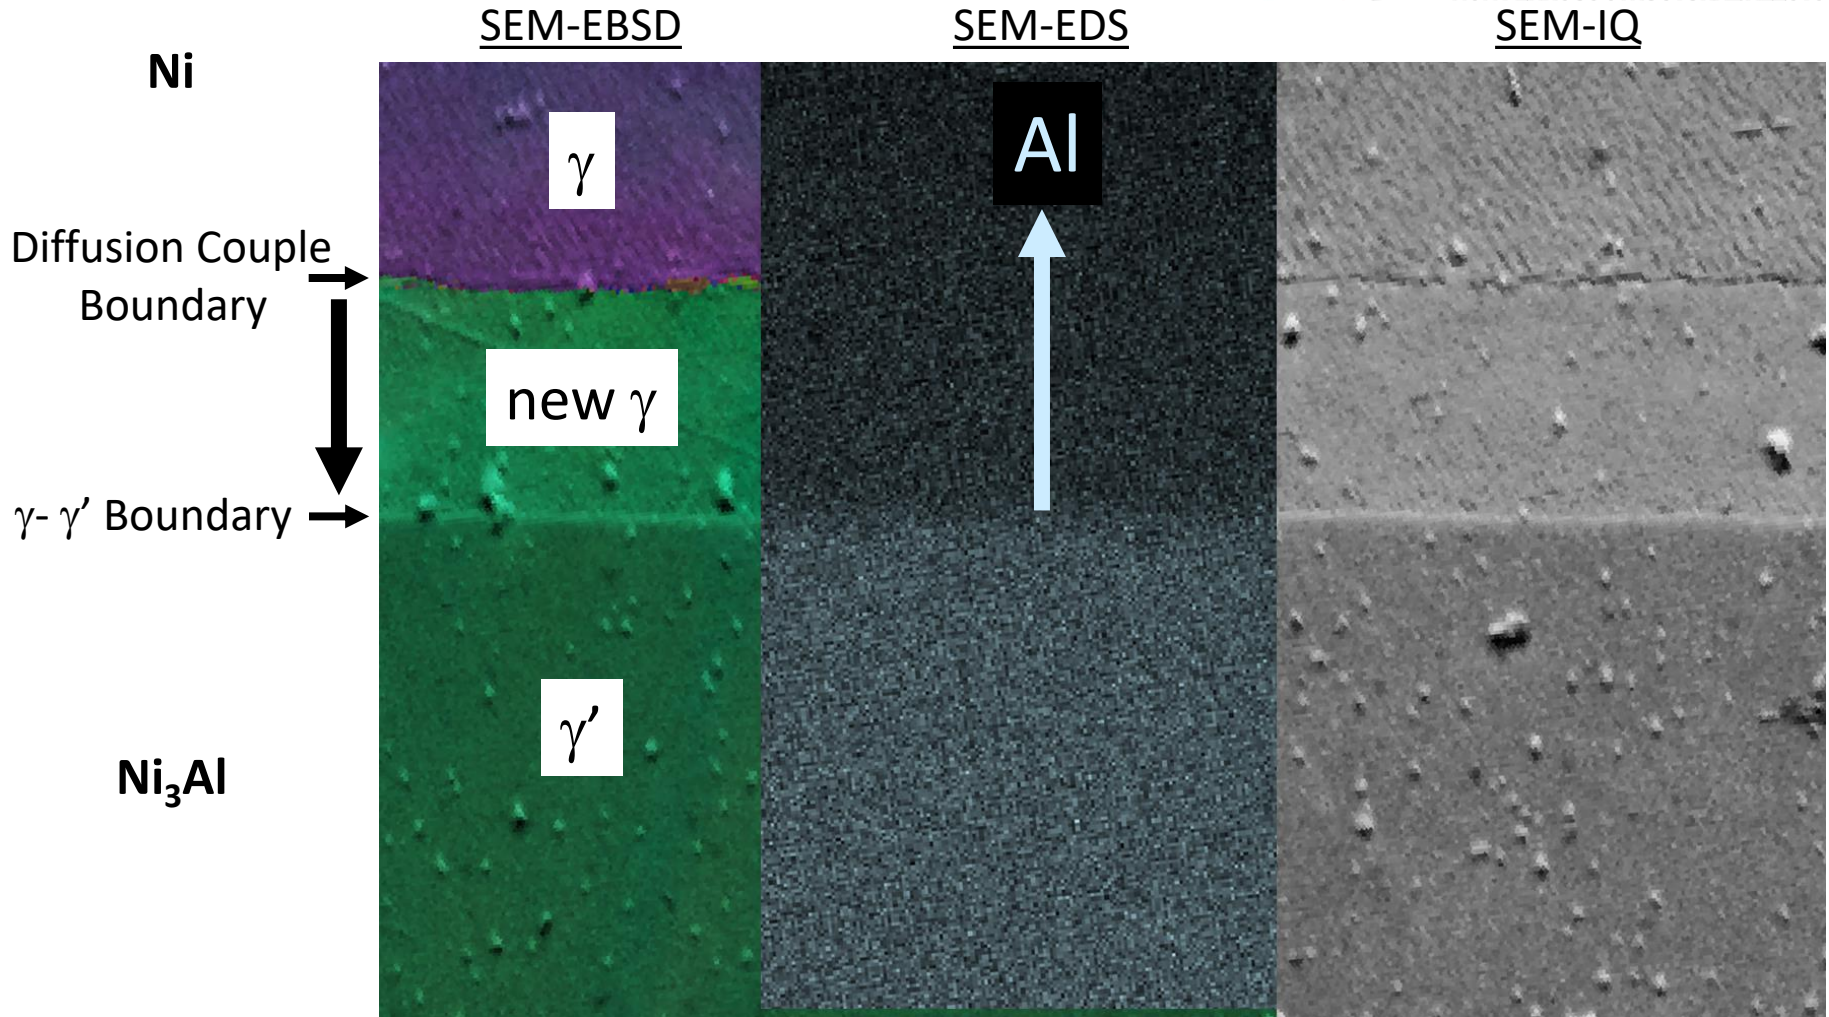 SEM-EBSD
SEM-EDS
SEM-IQ
Ni
γ
Al
Diffusion Couple
Boundary
new γ
γ- γ’ Boundary
γ’
Ni₃Al